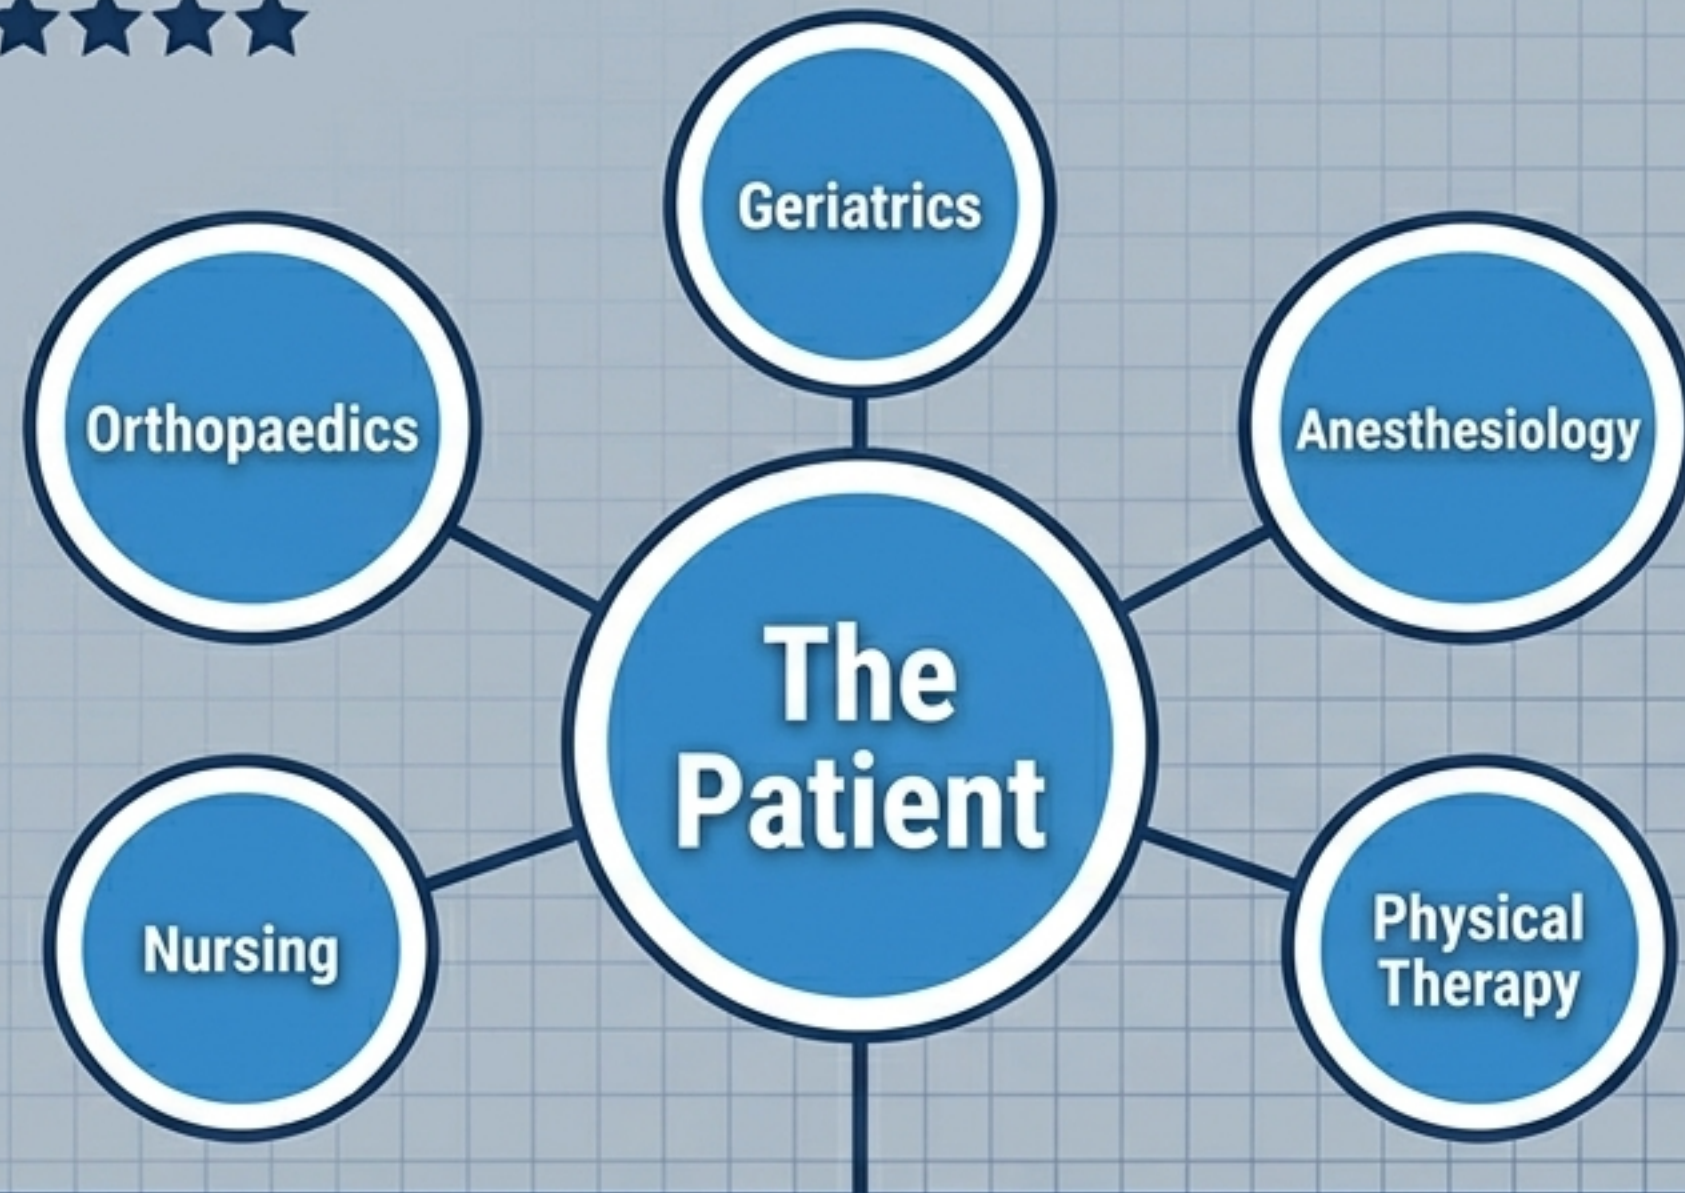 Geriatrics
Orthopaedics
Anesthesiology
The
Patient
Nursing
Physical
Therapy